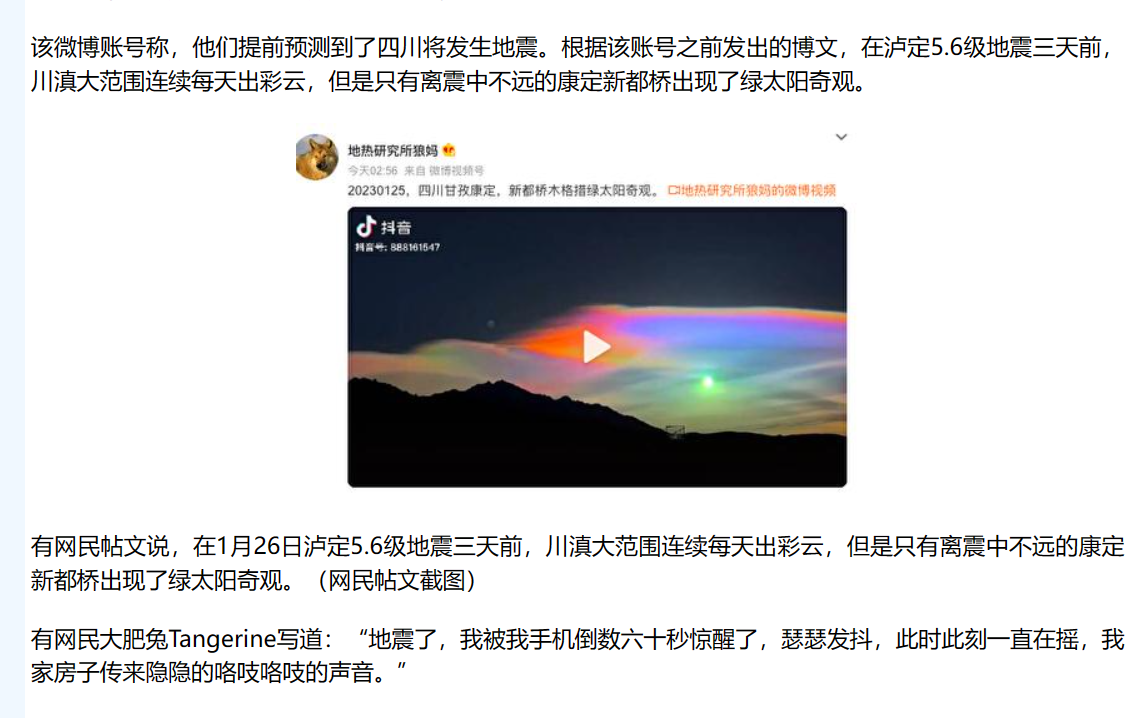 该微博账号称，他们提前预测到了四川将发生地震。根据该账号之前发出的博文，在泸定5.6级地震三天前，
川滇大范围连续每天出彩云，但是只有离震中不远的康定新都桥出现了绿太阳奇观。
地热研究所狼妈
今天02:56 来自 微博视频号
20230125，四川甘孜康定，新都桥木格措绿太阳奇观。 地热研究所狼妈的微博视频
抖音
抖音号: 888161547
有网民帖文说，在1月26日泸定5.6级地震三天前，川滇大范围连续每天出彩云，但是只有离震中不远的康定
新都桥出现了绿太阳奇观。（网民帖文截图）
有网民大肥兔Tangerine写道：“地震了，我被我手机倒数六十秒惊醒了，瑟瑟发抖，此时此刻一直在摇，我
家房子传来隐隐的咯吱咯吱的声音。”